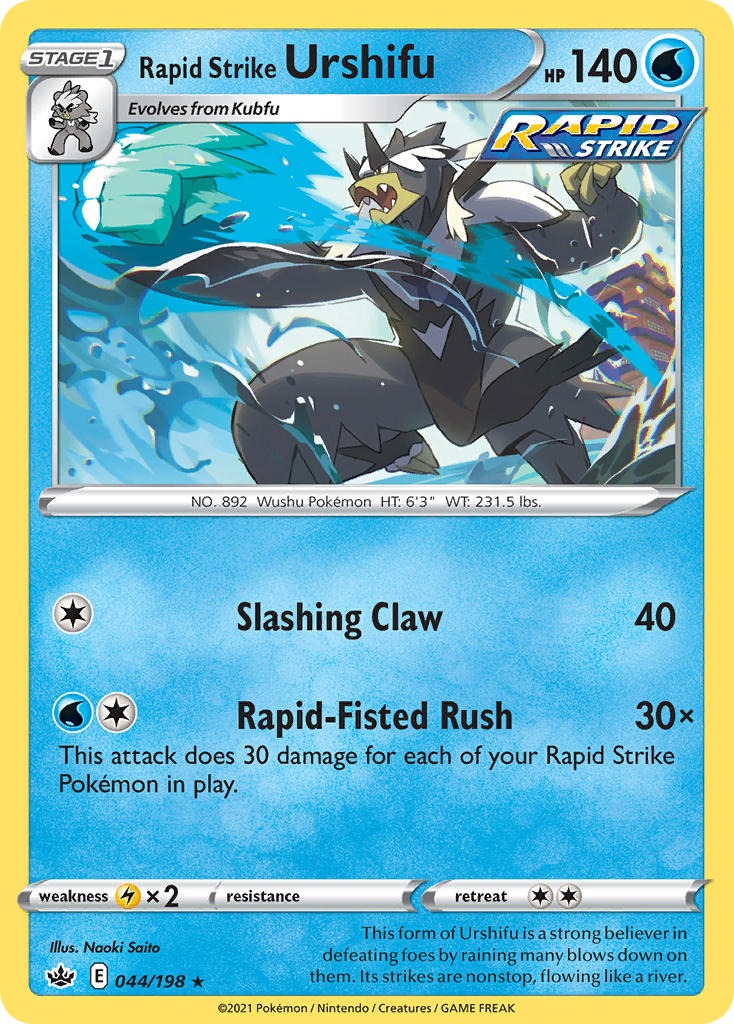 STAGE 1
Rapid Strike Urshifu
HP 140
Evolves from Kubfu
RAPID
STRIKE
NO. 892 Wushu Pokémon HT: 6'3" WT: 231.5 lbs.
Slashing Claw 40
Rapid-Fisted Rush 30×
This attack does 30 damage for each of your Rapid Strike
Pokémon in play.
weakness ×2 resistance retreat
Illus. Naoki Saito
This form of Urshifu is a strong believer in
defeating foes by raining many blows down on
them. Its strikes are nonstop, flowing like a river.
E 044/198 ★
©2021 Pokémon / Nintendo / Creatures / GAME FREAK